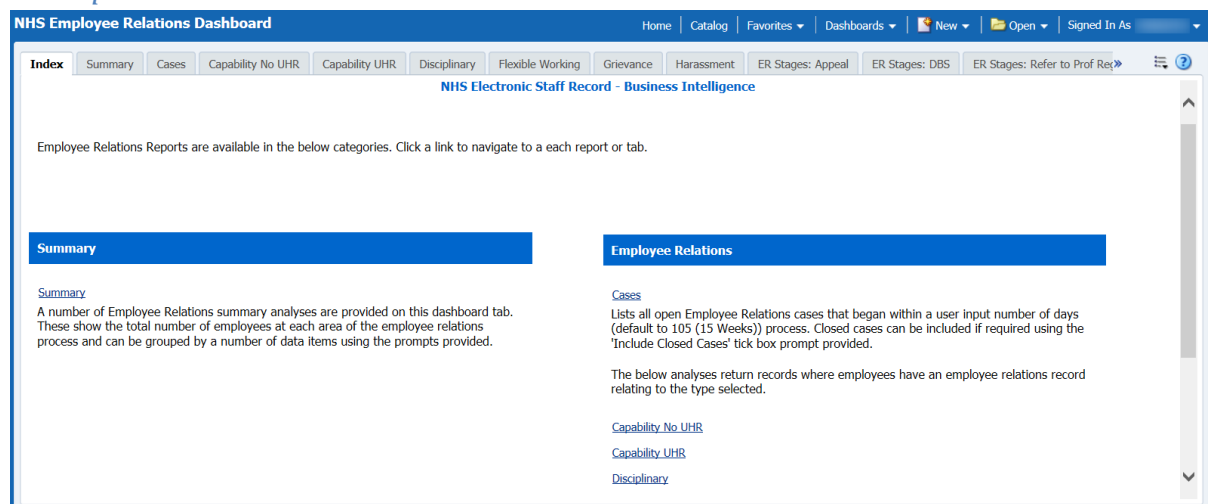 NHS Employee Relations Dashboard
Home
Catalog
Favorites
Dashboards
New
Open
Signed In As
Index
Summary
Cases
Capability No UHR
Capability UHR
Disciplinary
Flexible Working
Grievance
Harassment
ER Stages: Appeal
ER Stages: DBS
ER Stages: Refer to Prof Reg
NHS Electronic Staff Record - Business Intelligence
Employee Relations Reports are available in the below categories. Click a link to navigate to a each report or tab.
Summary
Summary
A number of Employee Relations summary analyses are provided on this dashboard tab.
These show the total number of employees at each area of the employee relations
process and can be grouped by a number of data items using the prompts provided.
Employee Relations
Cases
Lists all open Employee Relations cases that began within a user input number of days
(default to 105 (15 Weeks)) process. Closed cases can be included if required using the
'Include Closed Cases' tick box prompt provided.
The below analyses return records where employees have an employee relations record
relating to the type selected.
Capability No UHR
Capability UHR
Disciplinary